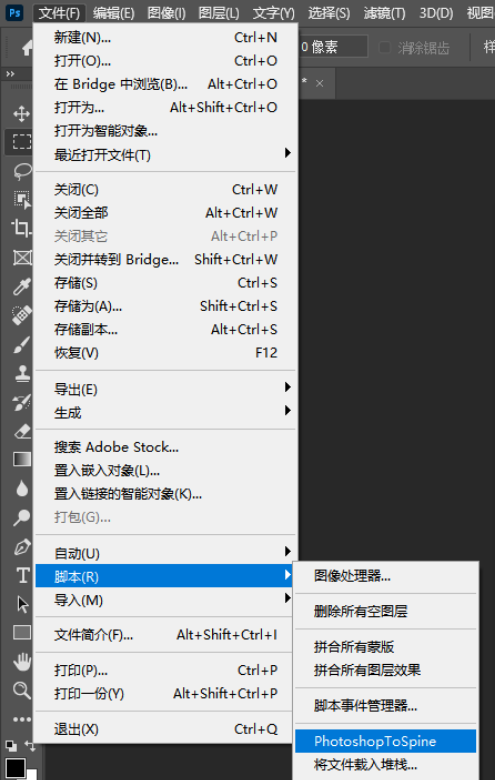 Ps 文件(F) 编辑(E) 图像(I) 图层(L) 文字(Y) 选择(S) 滤镜(T) 3D(D) 视图
新建(N)... Ctrl+N
0 像素 消除锯齿 样
打开(O)... Ctrl+O
在 Bridge 中浏览(B)... Alt+Ctrl+O
打开为... Alt+Shift+Ctrl+O
打开为智能对象...
最近打开文件(T)
关闭(C) Ctrl+W
关闭全部 Alt+Ctrl+W
关闭其它 Alt+Ctrl+P
关闭并转到 Bridge... Shift+Ctrl+W
存储(S) Ctrl+S
存储为(A)... Shift+Ctrl+S
存储副本... Alt+Ctrl+S
恢复(V) F12
导出(E)
生成
搜索 Adobe Stock...
置入嵌入对象(L)...
置入链接的智能对象(K)...
打包(G)...
自动(U)
脚本(R)
导入(M)
文件简介(F)... Alt+Shift+Ctrl+I
打印(P)... Ctrl+P
打印一份(Y) Alt+Shift+Ctrl+P
退出(X) Ctrl+Q
图像处理器...
删除所有空图层
拼合所有蒙版
拼合所有图层效果
脚本事件管理器...
PhotoshopToSpine
将文件载入堆栈...